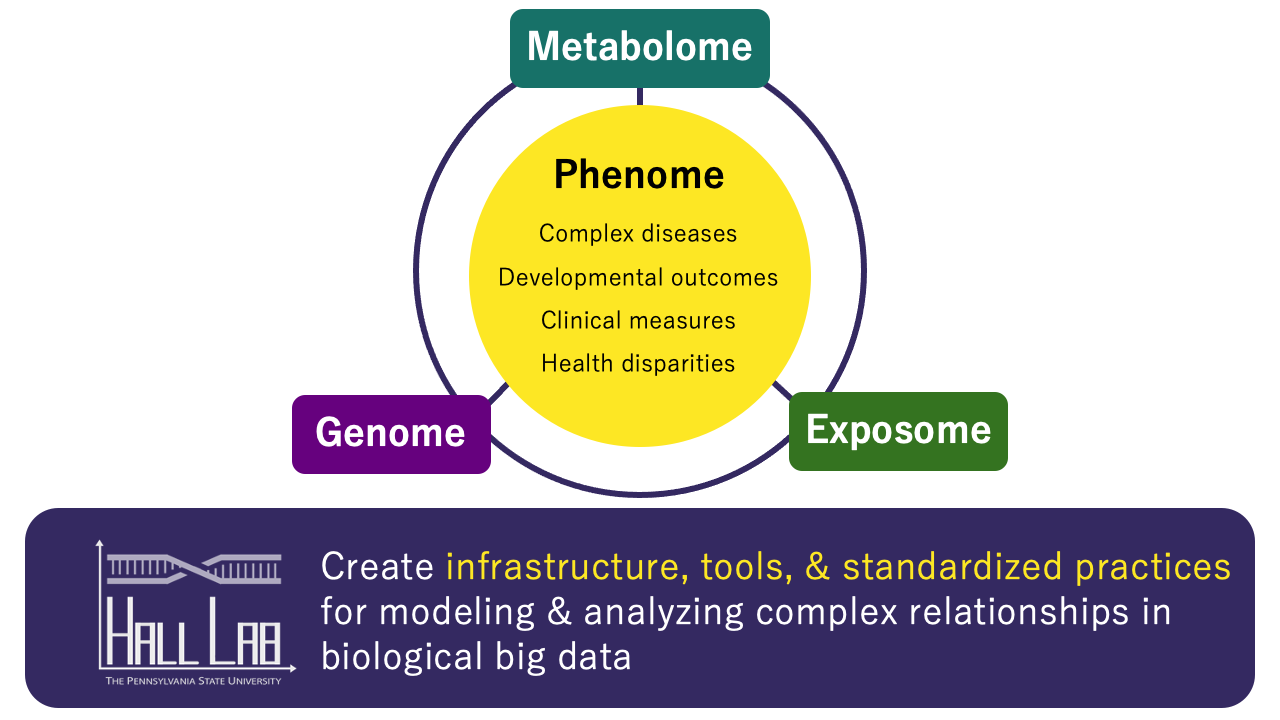 Metabolome
Phenome
Complex diseases
Developmental outcomes
Clinical measures
Health disparities
Genome
Exposome
HALL LAB
THE PENNSYLVANIA STATE UNIVERSITY
Create infrastructure, tools, & standardized practices
for modeling & analyzing complex relationships in
biological big data